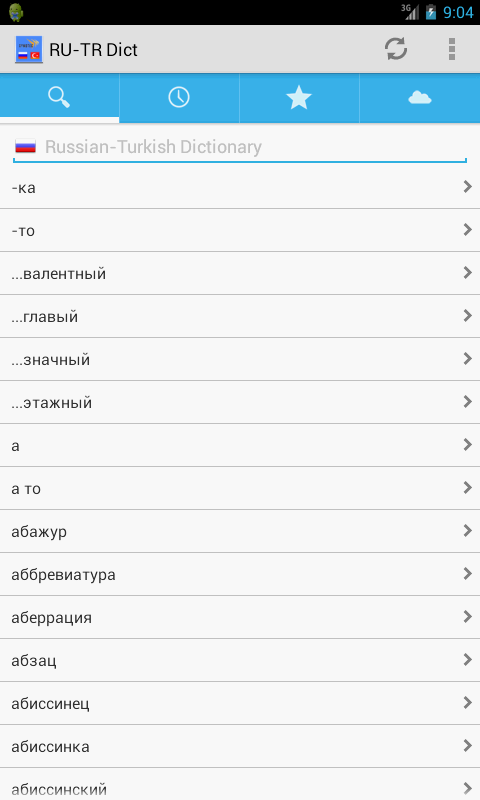 3G 9:04
RU-TR Dict
Russian-Turkish Dictionary
-ка
-то
...валентный
...главый
...значный
...этажный
а
а то
абажур
аббревиатура
аберрация
абзац
абиссинец
абиссинка
абиссинский